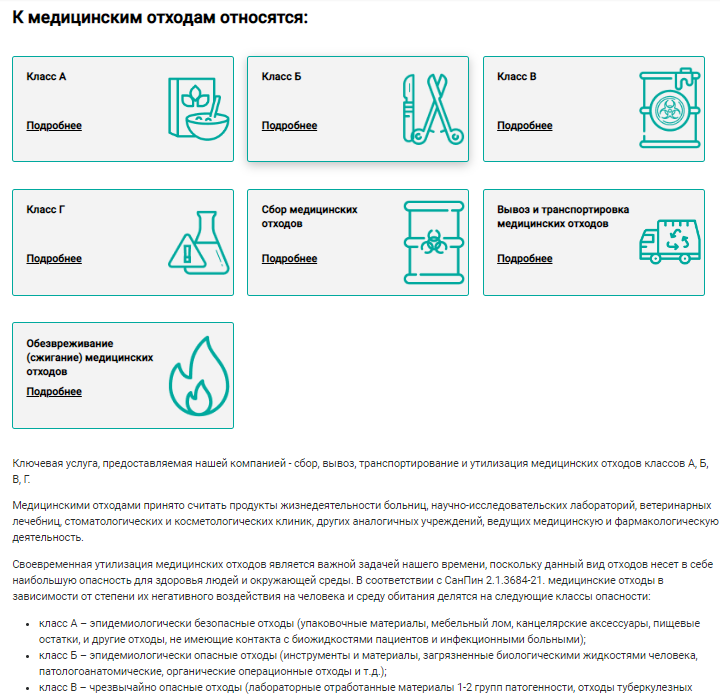 К медицинским отходам относятся:
Класс А
Подробнее
Класс Б
Подробнее
Класс В
Подробнее
Класс Г
Подробнее
Сбор медицинских
отходов
Подробнее
Вывоз и транспортировка
медицинских отходов
Подробнее
Обезвреживание
(сжигание) медицинских
отходов
Подробнее
Ключевая услуга, предоставляемая нашей компанией - сбор, вывоз, транспортирование и утилизация медицинских отходов классов А, Б,
В, Г.
Медицинскими отходами принято считать продукты жизнедеятельности больниц, научно-исследовательских лабораторий, ветеринарных
лечебниц, стоматологических и косметологических клиник, других аналогичных учреждений, ведущих медицинскую и фармакологическую
деятельность.
Своевременная утилизация медицинских отходов является важной задачей нашего времени, поскольку данный вид отходов несет в себе
наибольшую опасность для здоровья людей и окружающей среды. В соответствии с СанПин 2.1.3684-21. медицинские отходы в
зависимости от степени их негативного воздействия на человека и среду обитания делятся на следующие классы опасности:
• класс А – эпидемиологически безопасные отходы (упаковочные материалы, мебельный лом, канцелярские аксессуары, пищевые
остатки, и другие отходы, не имеющие контакта с биожидкостями пациентов и инфекционными больными);
• класс Б – эпидемиологически опасные отходы (инструменты и материалы, загрязненные биологическими жидкостями человека,
патологоанатомические, органические операционные отходы и т.д.);
• класс В – чрезвычайно опасные отходы (лабораторные отработанные материалы 1-2 групп патогенности, отходы туберкулезных